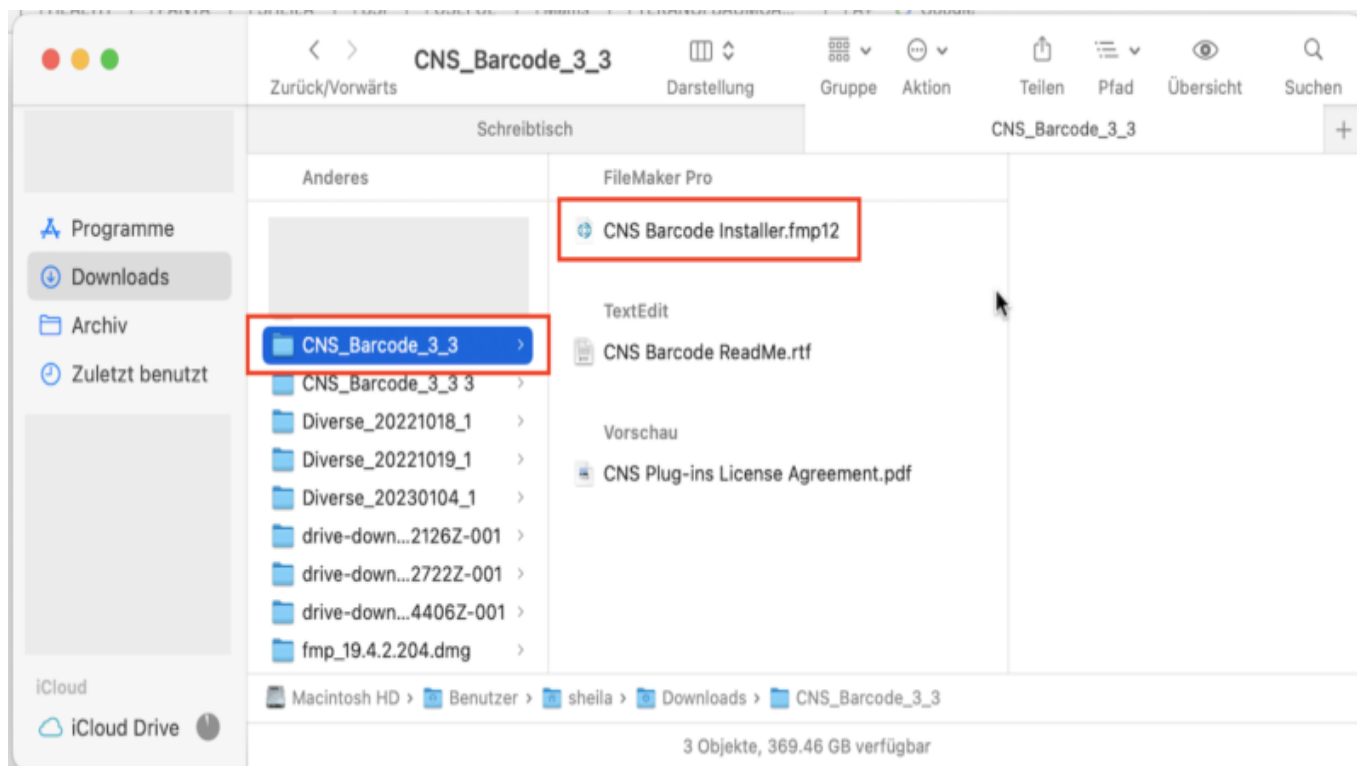 CNS_Barcode_3_3
Zurück/Vorwärts
Darstellung
Gruppe
Aktion
Teilen
Pfad
Übersicht
Suchen
Schreibtisch
CNS_Barcode_3_3
Programme
Downloads
Archiv
Zuletzt benutzt
iCloud
iCloud Drive
Anderes
CNS_Barcode_3_3
CNS_Barcode_3_3 3
Diverse_20221018_1
Diverse_20221019_1
Diverse_20230104_1
drive-down...2126Z-001
drive-down...2722Z-001
drive-down...4406Z-001
fmp_19.4.2.204.dmg
FileMaker Pro
CNS Barcode Installer.fmp12
TextEdit
CNS Barcode ReadMe.rtf
Vorschau
CNS Plug-ins License Agreement.pdf
Macintosh HD › Benutzer › sheila › Downloads › CNS_Barcode_3_3
3 Objekte, 369.46 GB verfügbar